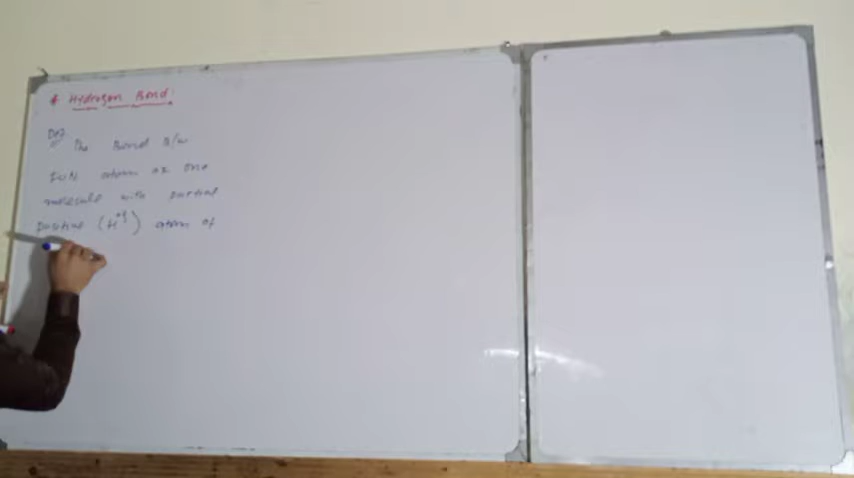 * Hydrogen Bond:
Def
The Bond B/w
F,O,N atom of one
molecule with partial
positive (H+δ) atom of